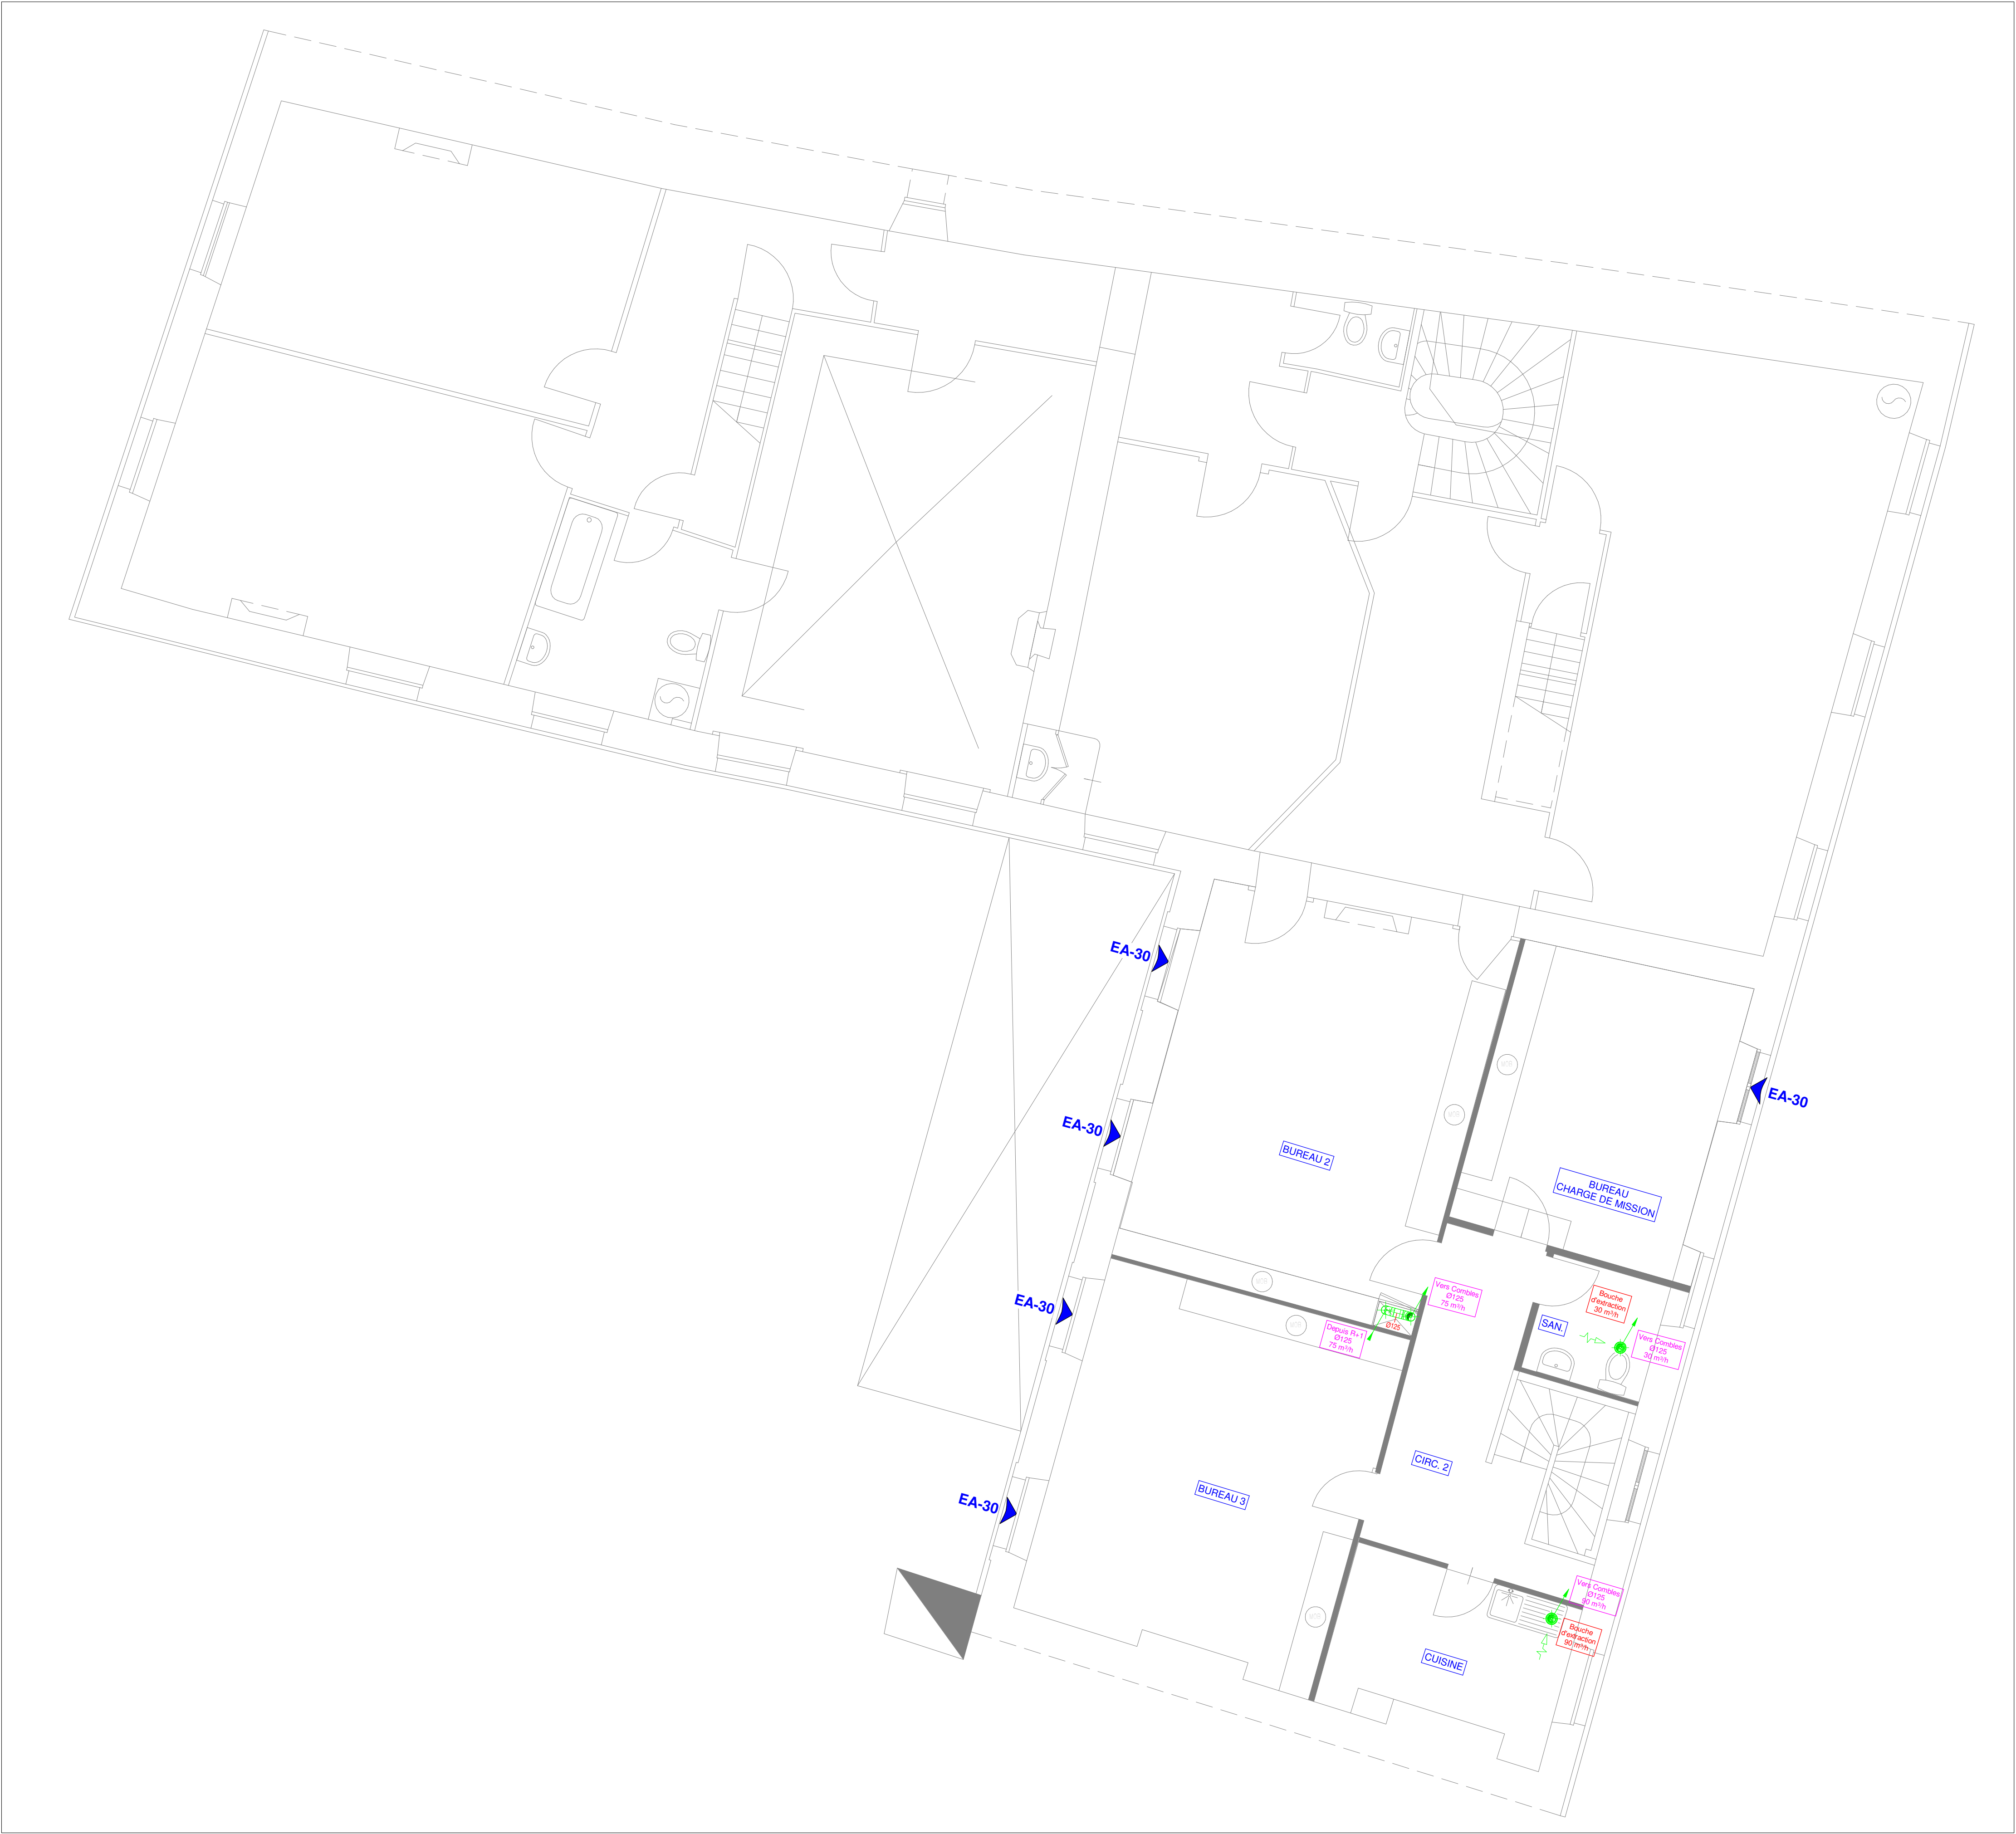 EA-30
EA-30
EA-30
BUREAU 2
BUREAU
CHARGE DE MISSION
EA-30
Vers Combles
Ø125
75 m³/h
Ø125
Depuis R+1
Ø125
75 m³/h
Bouche
d'extraction
30 m³/h
SAN.
Vers Combles
Ø125
30 m³/h
CIRC. 2
BUREAU 3
EA-30
Vers Combles
Ø125
90 m³/h
Bouche
d'extraction
90 m³/h
CUISINE